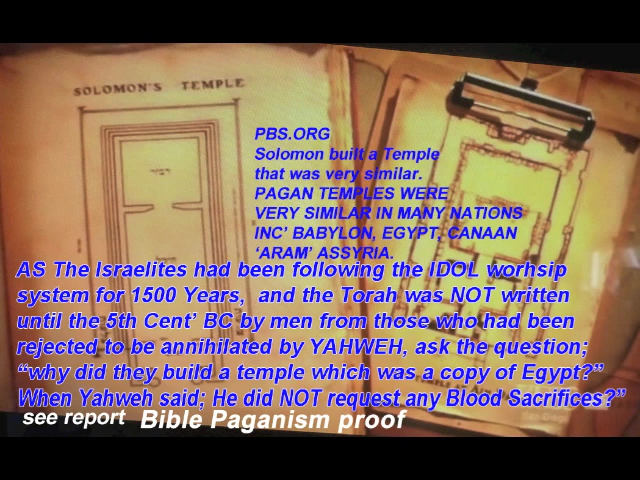 SOLOMON'S TEMPLE
PBS.ORG
Solomon built a Temple
that was very similar.
PAGAN TEMPLES WERE
VERY SIMILAR IN MANY NATIONS
INC' BABYLON, EGYPT, CANAAN
'ARAM' ASSYRIA.
AS The Israelites had been following the IDOL worhsip
system for 1500 Years, and the Torah was NOT written
until the 5th Cent' BC by men from those who had been
rejected to be annihilated by YAHWEH, ask the question;
"why did they build a temple which was a copy of Egypt?"
When Yahweh said; He did NOT request any Blood Sacrifices?"
see report Bible Paganism proof